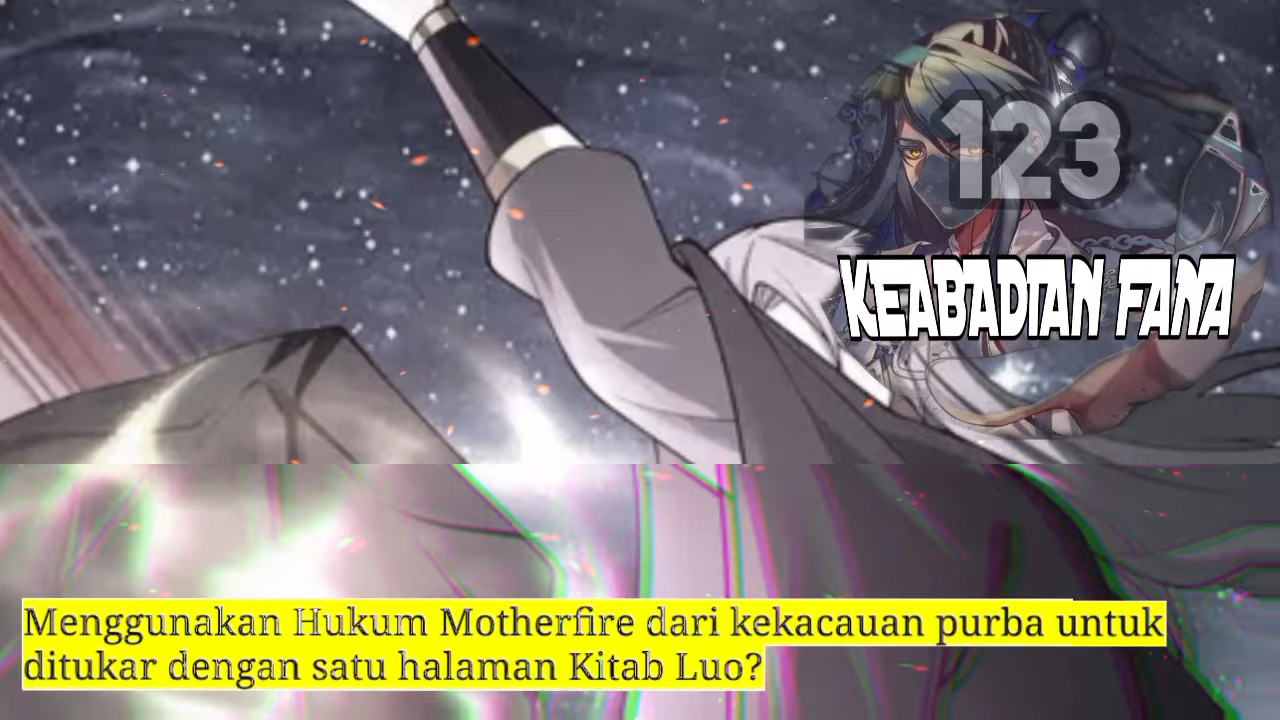 123
KEABADIAN FANA
Menggunakan Hukum Motherfire dari kekacauan purba untuk
ditukar dengan satu halaman Kitab Luo?